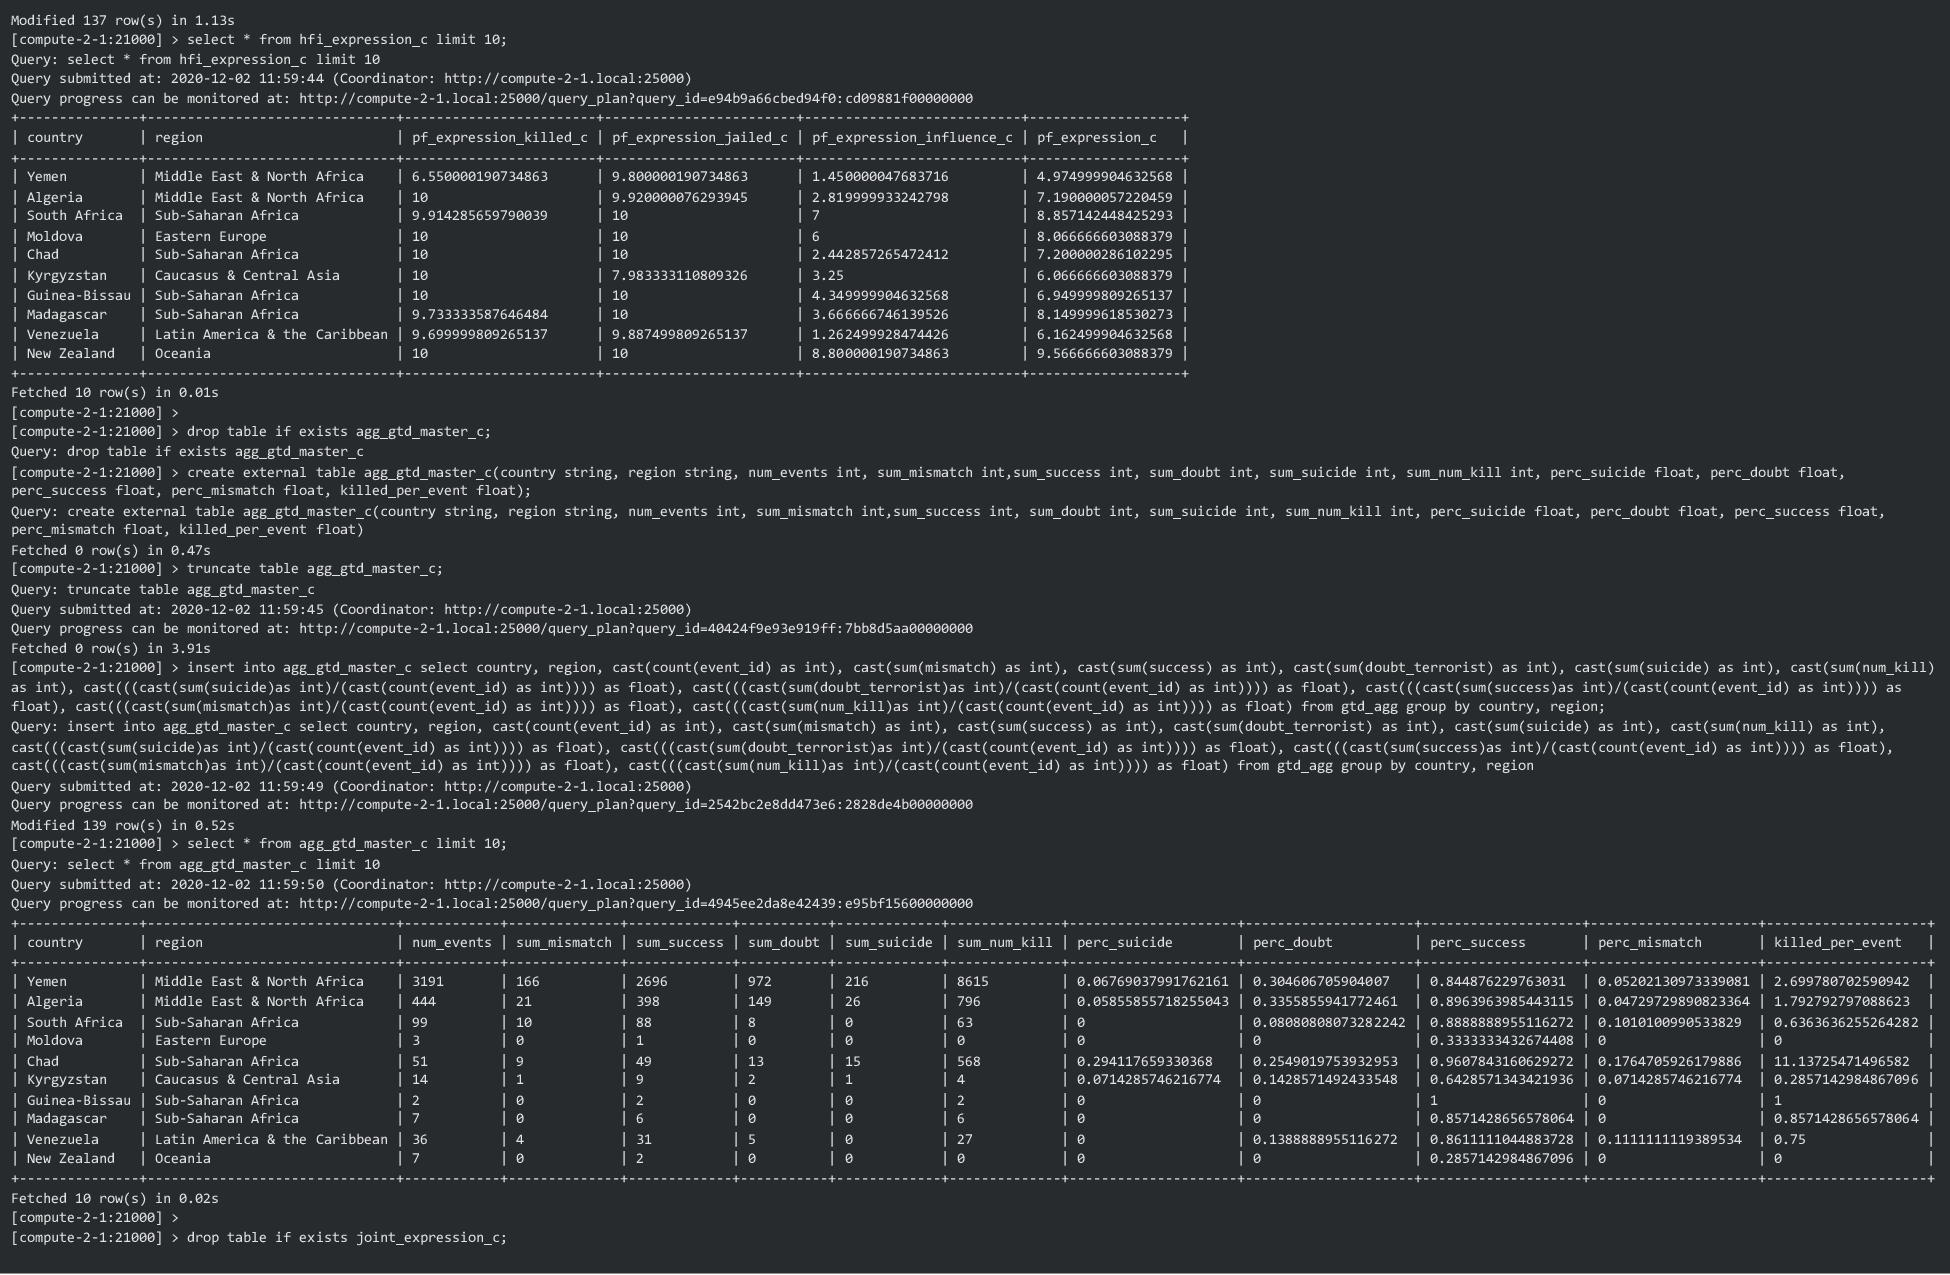 Modified 137 row(s) in 1.13s
[compute-2-1:21000] > select * from hfi_expression_c limit 10;
Query: select * from hfi_expression_c limit 10
Query submitted at: 2020-12-02 11:59:44 (Coordinator: http://compute-2-1.local:25000)
Query progress can be monitored at: http://compute-2-1.local:25000/query_plan?query_id=e94b9a66cbed94f0:cd09881f00000000
+---------------+-------------------------------+------------------------+------------------------+---------------------------+-------------------+
| country       | region                        | pf_expression_killed_c | pf_expression_jailed_c | pf_expression_influence_c | pf_expression_c   |
+---------------+-------------------------------+------------------------+------------------------+---------------------------+-------------------+
| Yemen         | Middle East & North Africa    | 6.550000190734863      | 9.800000190734863      | 1.450000047683716         | 4.974999904632568 |
| Algeria       | Middle East & North Africa    | 10                     | 9.920000076293945      | 2.819999933242798         | 7.190000057220459 |
| South Africa  | Sub-Saharan Africa            | 9.914285659790039      | 10                     | 7                         | 8.857142448425293 |
| Moldova       | Eastern Europe                | 10                     | 10                     | 6                         | 8.066666603088379 |
| Chad          | Sub-Saharan Africa            | 10                     | 10                     | 2.442857265472412         | 7.200000286102295 |
| Kyrgyzstan    | Caucasus & Central Asia       | 10                     | 7.983333110809326      | 3.25                      | 6.066666603088379 |
| Guinea-Bissau | Sub-Saharan Africa            | 10                     | 10                     | 4.349999904632568         | 6.949999809265137 |
| Madagascar    | Sub-Saharan Africa            | 9.733333587646484      | 10                     | 3.666666746139526         | 8.149999618530273 |
| Venezuela     | Latin America & the Caribbean | 9.699999809265137      | 9.887499809265137      | 1.262499928474426         | 6.162499904632568 |
| New Zealand   | Oceania                       | 10                     | 10                     | 8.800000190734863         | 9.566666603088379 |
+---------------+-------------------------------+------------------------+------------------------+---------------------------+-------------------+
Fetched 10 row(s) in 0.01s
[compute-2-1:21000] >
[compute-2-1:21000] > drop table if exists agg_gtd_master_c;
Query: drop table if exists agg_gtd_master_c
[compute-2-1:21000] > create external table agg_gtd_master_c(country string, region string, num_events int, sum_mismatch int,sum_success int, sum_doubt int, sum_suicide int, sum_num_kill int, perc_suicide float, perc_doubt float,
perc_success float, perc_mismatch float, killed_per_event float);
Query: create external table agg_gtd_master_c(country string, region string, num_events int, sum_mismatch int,sum_success int, sum_doubt int, sum_suicide int, sum_num_kill int, perc_suicide float, perc_doubt float, perc_success float,
perc_mismatch float, killed_per_event float)
Fetched 0 row(s) in 0.47s
[compute-2-1:21000] > truncate table agg_gtd_master_c;
Query: truncate table agg_gtd_master_c
Query submitted at: 2020-12-02 11:59:45 (Coordinator: http://compute-2-1.local:25000)
Query progress can be monitored at: http://compute-2-1.local:25000/query_plan?query_id=40424f9e93e919ff:7bb8d5aa00000000
Fetched 0 row(s) in 3.91s
[compute-2-1:21000] > insert into agg_gtd_master_c select country, region, cast(count(event_id) as int), cast(sum(mismatch) as int), cast(sum(success) as int), cast(sum(doubt_terrorist) as int), cast(sum(suicide) as int), cast(sum(num_kill)
as int), cast(((cast(sum(suicide)as int)/(cast(count(event_id) as int)))) as float), cast(((cast(sum(doubt_terrorist)as int)/(cast(count(event_id) as int)))) as float), cast(((cast(sum(success)as int)/(cast(count(event_id) as int)))) as
float), cast(((cast(sum(mismatch)as int)/(cast(count(event_id) as int)))) as float), cast(((cast(sum(num_kill)as int)/(cast(count(event_id) as int)))) as float) from gtd_agg group by country, region;
Query: insert into agg_gtd_master_c select country, region, cast(count(event_id) as int), cast(sum(mismatch) as int), cast(sum(success) as int), cast(sum(doubt_terrorist) as int), cast(sum(suicide) as int), cast(sum(num_kill) as int),
cast(((cast(sum(suicide)as int)/(cast(count(event_id) as int)))) as float), cast(((cast(sum(doubt_terrorist)as int)/(cast(count(event_id) as int)))) as float), cast(((cast(sum(success)as int)/(cast(count(event_id) as int)))) as float),
cast(((cast(sum(mismatch)as int)/(cast(count(event_id) as int)))) as float), cast(((cast(sum(num_kill)as int)/(cast(count(event_id) as int)))) as float) from gtd_agg group by country, region
Query submitted at: 2020-12-02 11:59:49 (Coordinator: http://compute-2-1.local:25000)
Query progress can be monitored at: http://compute-2-1.local:25000/query_plan?query_id=2542bc2e8dd473e6:2828de4b00000000
Modified 139 row(s) in 0.52s
[compute-2-1:21000] > select * from agg_gtd_master_c limit 10;
Query: select * from agg_gtd_master_c limit 10
Query submitted at: 2020-12-02 11:59:50 (Coordinator: http://compute-2-1.local:25000)
Query progress can be monitored at: http://compute-2-1.local:25000/query_plan?query_id=4945ee2da8e42439:e95bf15600000000
+---------------+-------------------------------+------------+--------------+-------------+-----------+-------------+--------------+---------------------+---------------------+--------------------+---------------------+--------------------+
| country       | region                        | num_events | sum_mismatch | sum_success | sum_doubt | sum_suicide | sum_num_kill | perc_suicide        | perc_doubt          | perc_success       | perc_mismatch       | killed_per_event   |
+---------------+-------------------------------+------------+--------------+-------------+-----------+-------------+--------------+---------------------+---------------------+--------------------+---------------------+--------------------+
| Yemen         | Middle East & North Africa    | 3191       | 166          | 2696        | 972       | 216         | 8615         | 0.06769037991762161 | 0.304606705904007   | 0.844876229763031  | 0.05202130973339081 | 2.699780702590942  |
| Algeria       | Middle East & North Africa    | 444        | 21           | 398         | 149       | 26          | 796          | 0.05855855718255043 | 0.3355855941772461  | 0.8963963985443115 | 0.04729729890823364 | 1.792792797088623  |
| South Africa  | Sub-Saharan Africa            | 99         | 10           | 88          | 8         | 0           | 63           | 0                   | 0.08080808073282242 | 0.8888888955116272 | 0.1010100990533829  | 0.6363636255264282 |
| Moldova       | Eastern Europe                | 3          | 0            | 1           | 0         | 0           | 0            | 0                   | 0                   | 0.3333333432674408 | 0                   | 0                  |
| Chad          | Sub-Saharan Africa            | 51         | 9            | 49          | 13        | 15          | 568          | 0.294117659330368   | 0.2549019753932953  | 0.9607843160629272 | 0.1764705926179886  | 11.13725471496582  |
| Kyrgyzstan    | Caucasus & Central Asia       | 14         | 1            | 9           | 2         | 1           | 4            | 0.0714285746216774  | 0.1428571492433548  | 0.6428571343421936 | 0.0714285746216774  | 0.2857142984867096 |
| Guinea-Bissau | Sub-Saharan Africa            | 2          | 0            | 2           | 0         | 0           | 2            | 0                   | 0                   | 1                  | 0                   | 1                  |
| Madagascar    | Sub-Saharan Africa            | 7          | 0            | 6           | 0         | 0           | 6            | 0                   | 0                   | 0.8571428656578064 | 0                   | 0.8571428656578064 |
| Venezuela     | Latin America & the Caribbean | 36         | 4            | 31          | 5         | 0           | 27           | 0                   | 0.1388888955116272  | 0.8611111044883728 | 0.1111111119389534  | 0.75               |
| New Zealand   | Oceania                       | 7          | 0            | 2           | 0         | 0           | 0            | 0                   | 0                   | 0.2857142984867096 | 0                   | 0                  |
+---------------+-------------------------------+------------+--------------+-------------+-----------+-------------+--------------+---------------------+---------------------+--------------------+---------------------+--------------------+
Fetched 10 row(s) in 0.02s
[compute-2-1:21000] >
[compute-2-1:21000] > drop table if exists joint_expression_c;